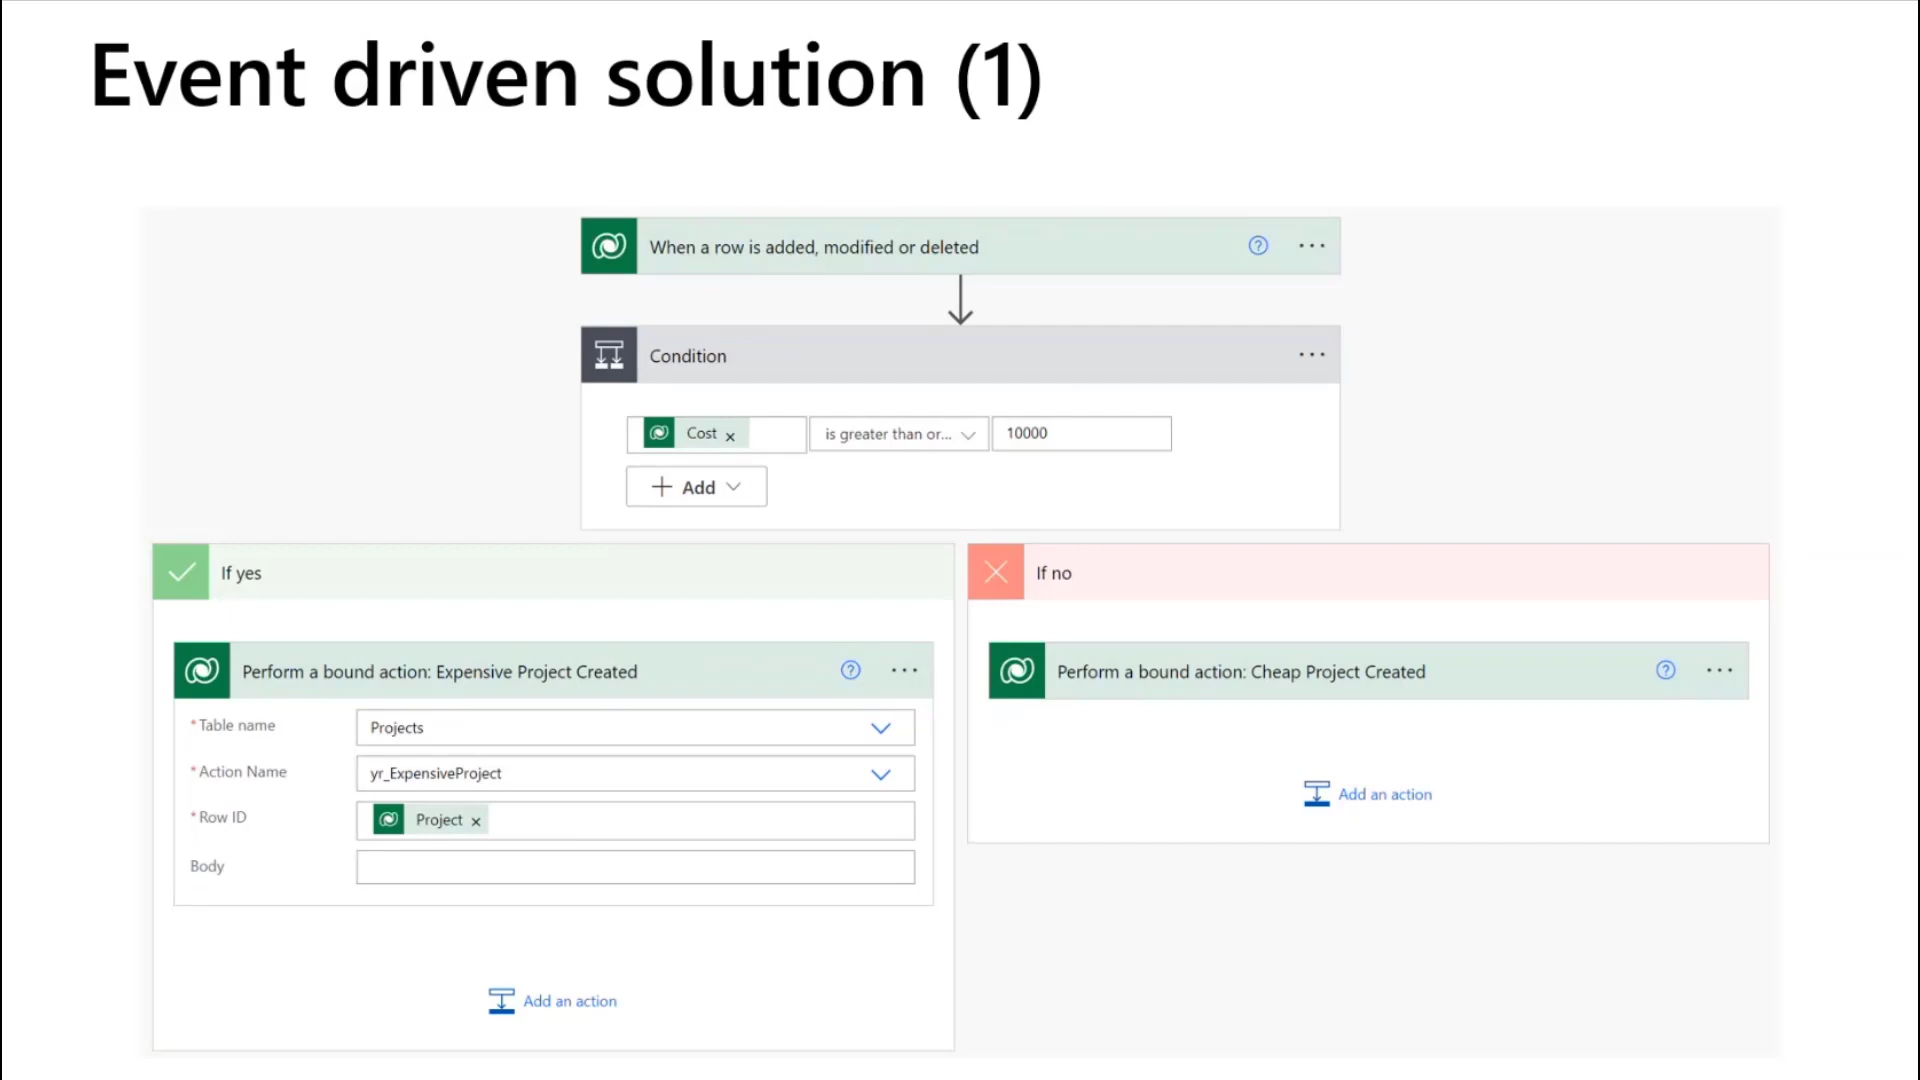 Event driven solution (1)
When a row is added, modified or deleted
Condition
Cost
is greater than or...
10000
Add
If yes
If no
Perform a bound action: Expensive Project Created
Perform a bound action: Cheap Project Created
*Table name
Projects
*Action Name
yr_ExpensiveProject
*Row ID
Project
Body
Add an action
Add an action